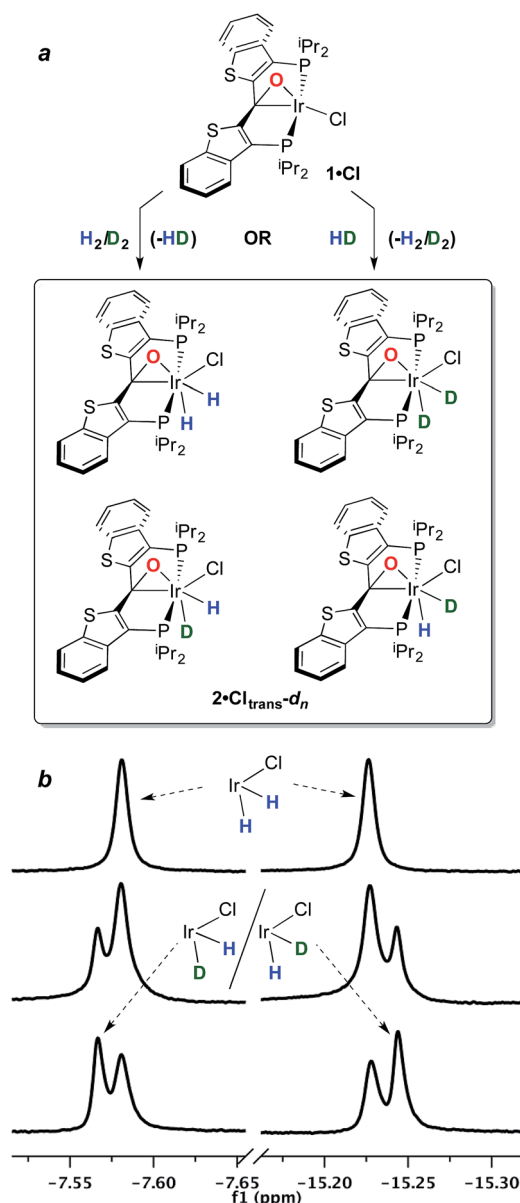 a
iPr2
P
S
O
Ir
Cl
S
P
iPr2
1•Cl
H2/D2 (-HD) OR HD (-H2/D2)
iPr2
P
S
O
Cl
Ir
H
S
H
P
iPr2
iPr2
P
S
O
Cl
Ir
D
S
D
P
iPr2
iPr2
P
S
O
Cl
Ir
H
S
D
P
iPr2
iPr2
P
S
O
Cl
Ir
D
S
H
P
iPr2
2•Cltrans-dn
b
Cl
Ir
H
H
Cl
Ir
H
D
Cl
Ir
D
H
−7.55 −7.60 −7.65 −15.20 −15.25 −15.30
f1 (ppm)